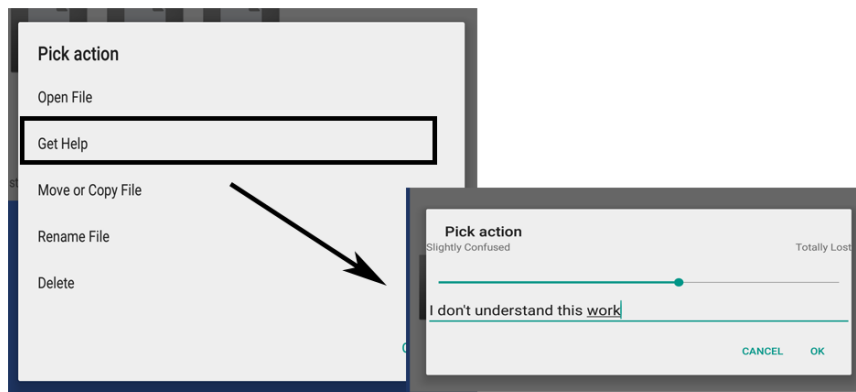 Pick action
Open File
Get Help
Move or Copy File
Rename File
Delete
Pick action
Slightly Confused Totally Lost
I don't understand this work
CANCEL OK